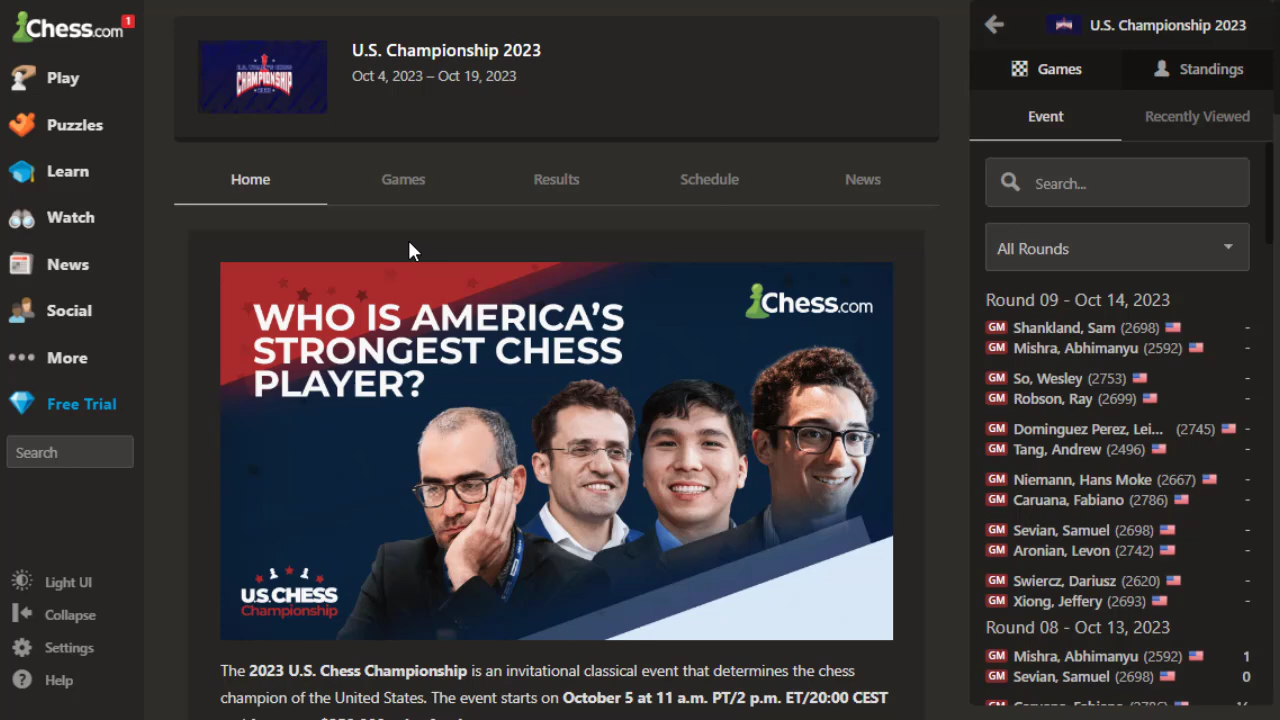 Chess.com
1
Play
Puzzles
Learn
Watch
News
Social
More
Free Trial
Search
Light UI
Collapse
Settings
Help
U.S. Championship 2023
Oct 4, 2023 – Oct 19, 2023
CHAMPIONSHIP
Home
Games
Results
Schedule
News
WHO IS AMERICA'S
STRONGEST CHESS
PLAYER?
Chess.com
U.S. CHESS
Championship
The 2023 U.S. Chess Championship is an invitational classical event that determines the chess
champion of the United States. The event starts on October 5 at 11 a.m. PT/2 p.m. ET/20:00 CEST
U.S. Championship 2023
Games
Standings
Event
Recently Viewed
Search...
All Rounds
Round 09 - Oct 14, 2023
GM Shankland, Sam (2698) -
GM Mishra, Abhimanyu (2592) -
GM So, Wesley (2753) -
GM Robson, Ray (2699) -
GM Dominguez Perez, Lei... (2745) -
GM Tang, Andrew (2496) -
GM Niemann, Hans Moke (2667) -
GM Caruana, Fabiano (2786) -
GM Sevian, Samuel (2698) -
GM Aronian, Levon (2742) -
GM Swiercz, Dariusz (2620) -
GM Xiong, Jeffery (2693) -
Round 08 - Oct 13, 2023
GM Mishra, Abhimanyu (2592) 1
GM Sevian, Samuel (2698) 0